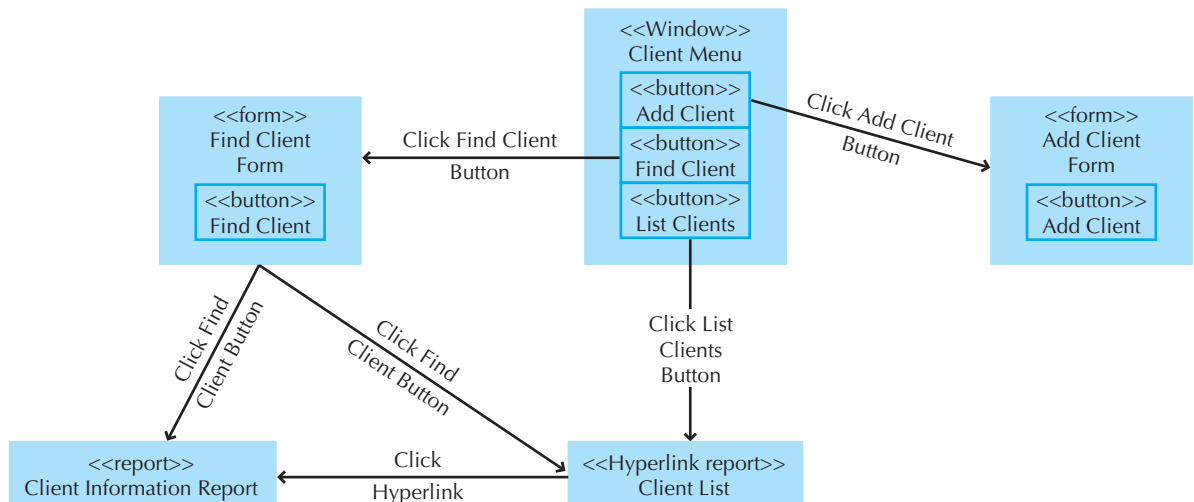 <<Window>>
Client Menu
<<button>>
Add Client
<<button>>
Find Client
<<button>>
List Clients
<<form>>
Find Client
Form
<<button>>
Find Client
Click Find Client
Button
Click Add Client
Button
<<form>>
Add Client
Form
<<button>>
Add Client
Click Find
Client Button
Click Find
Client Button
Click List
Clients
Button
<<report>>
Client Information Report
Click
Hyperlink
<<Hyperlink report>>
Client List